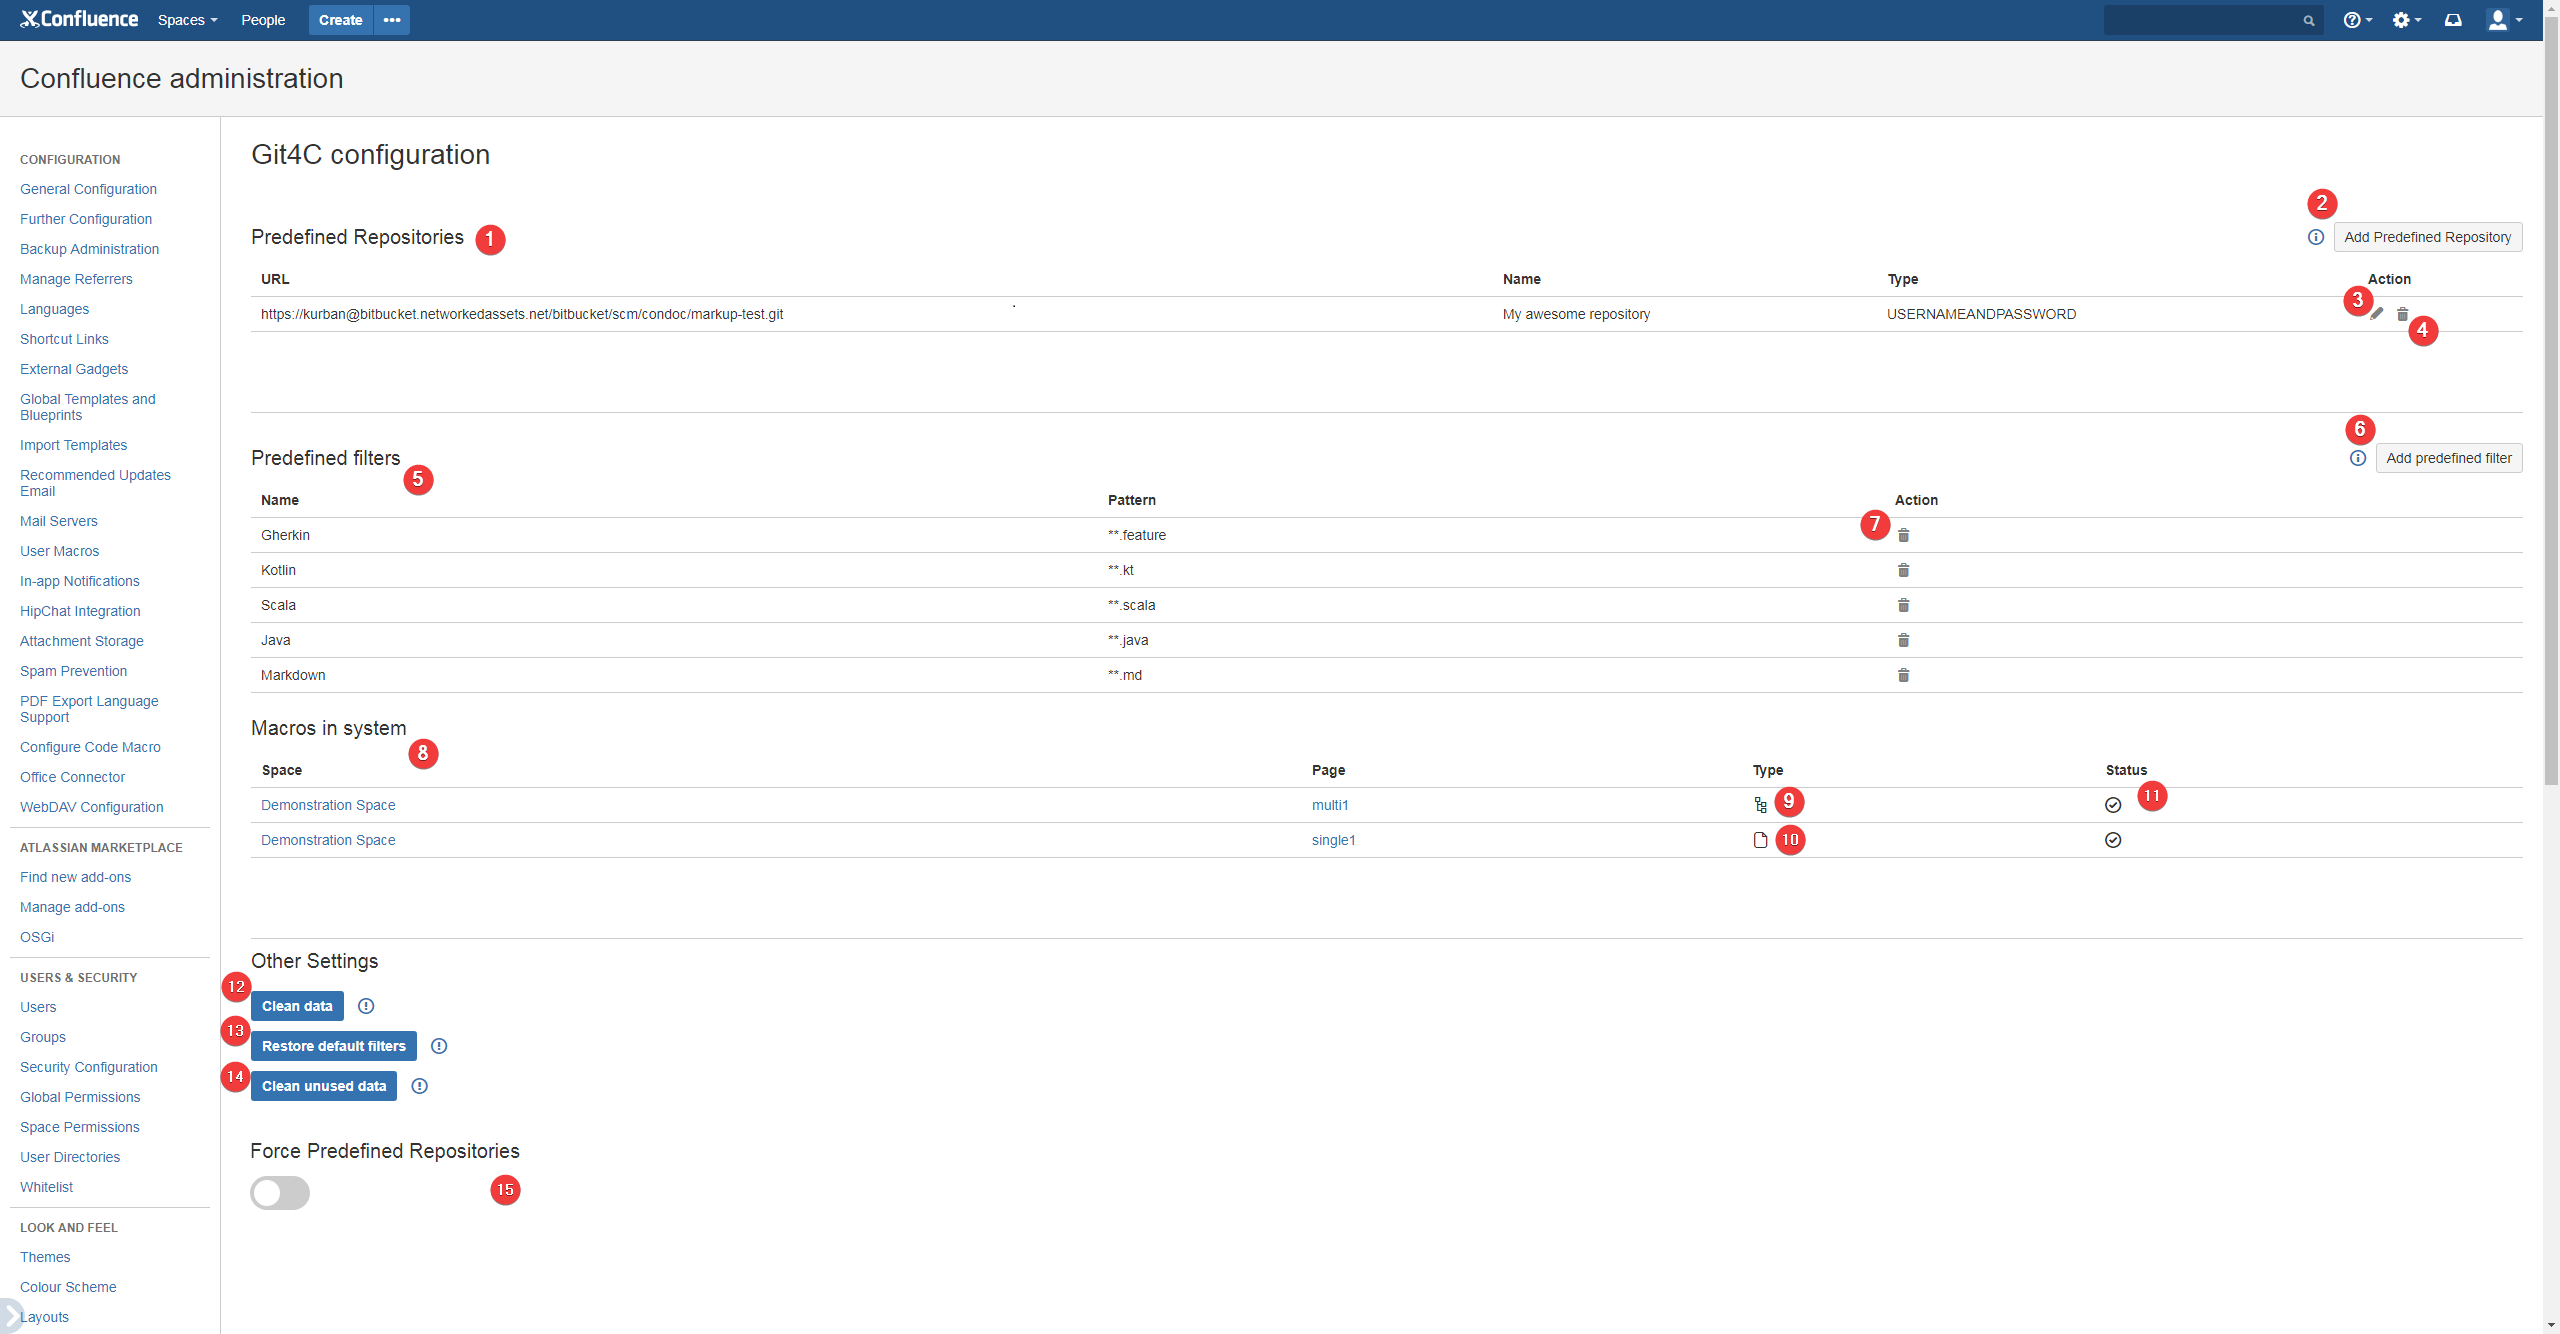 Confluence Spaces People Create •••
Confluence administration
CONFIGURATION
General Configuration
Further Configuration
Backup Administration
Manage Referrers
Languages
Shortcut Links
External Gadgets
Global Templates and
Blueprints
Import Templates
Recommended Updates
Email
Mail Servers
User Macros
In-app Notifications
HipChat Integration
Attachment Storage
Spam Prevention
PDF Export Language
Support
Configure Code Macro
Office Connector
WebDAV Configuration
ATLASSIAN MARKETPLACE
Find new add-ons
Manage add-ons
OSGi
USERS & SECURITY
Users
Groups
Security Configuration
Global Permissions
Space Permissions
User Directories
Whitelist
LOOK AND FEEL
Themes
Colour Scheme
Layouts
Git4C configuration
2
Predefined Repositories 1 Add Predefined Repository
URL Name Type Action
3
https://kurban@bitbucket.networkedassets.net/bitbucket/scm/condoc/markup-test.git My awesome repository USERNAMEANDPASSWORD
4
6
Predefined filters Add predefined filter
5
Name Pattern Action
7
Gherkin **.feature
Kotlin **.kt
Scala **.scala
Java **.java
Markdown **.md
Macros in system
8
Space Page Type Status
Demonstration Space multi1 9 11
Demonstration Space single1 10
Other Settings
12
Clean data
13
Restore default filters
14
Clean unused data
Force Predefined Repositories
15